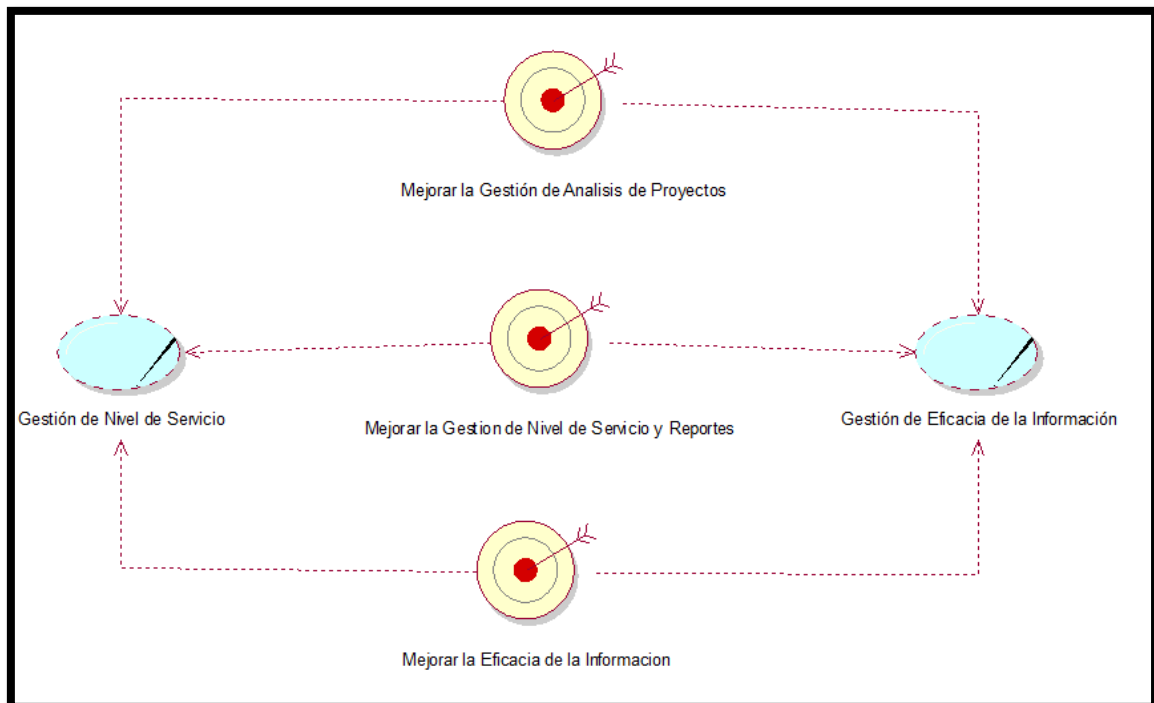 Mejorar la Gestión de Analisis de Proyectos
Gestión de Nivel de Servicio
Mejorar la Gestion de Nivel de Servicio y Reportes
Gestión de Eficacia de la Información
Mejorar la Eficacia de la Informacion